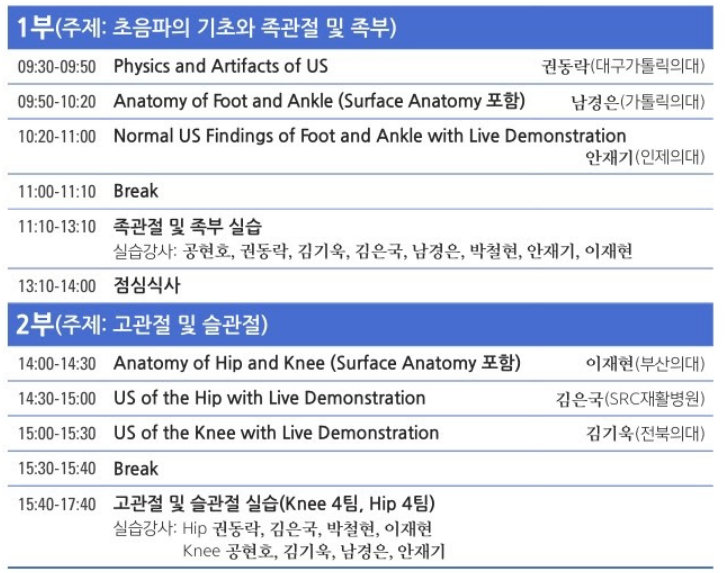 1부(주제: 초음파의 기초와 족관절 및 족부)
09:30-09:50 Physics and Artifacts of US 권동락(대구가톨릭의대)
09:50-10:20 Anatomy of Foot and Ankle (Surface Anatomy 포함) 남경은(가톨릭의대)
10:20-11:00 Normal US Findings of Foot and Ankle with Live Demonstration
안재기(인제의대)
11:00-11:10 Break
11:10-13:10 족관절 및 족부 실습
실습강사: 공현호, 권동락, 김기욱, 김은국, 남경은, 박철현, 안재기, 이재현
13:10-14:00 점심식사
2부(주제: 고관절 및 슬관절)
14:00-14:30 Anatomy of Hip and Knee (Surface Anatomy 포함) 이재현(부산의대)
14:30-15:00 US of the Hip with Live Demonstration 김은국(SRC재활병원)
15:00-15:30 US of the Knee with Live Demonstration 김기욱(전북의대)
15:30-15:40 Break
15:40-17:40 고관절 및 슬관절 실습(Knee 4팀, Hip 4팀)
실습강사: Hip 권동락, 김은국, 박철현, 이재현
Knee 공현호, 김기욱, 남경은, 안재기